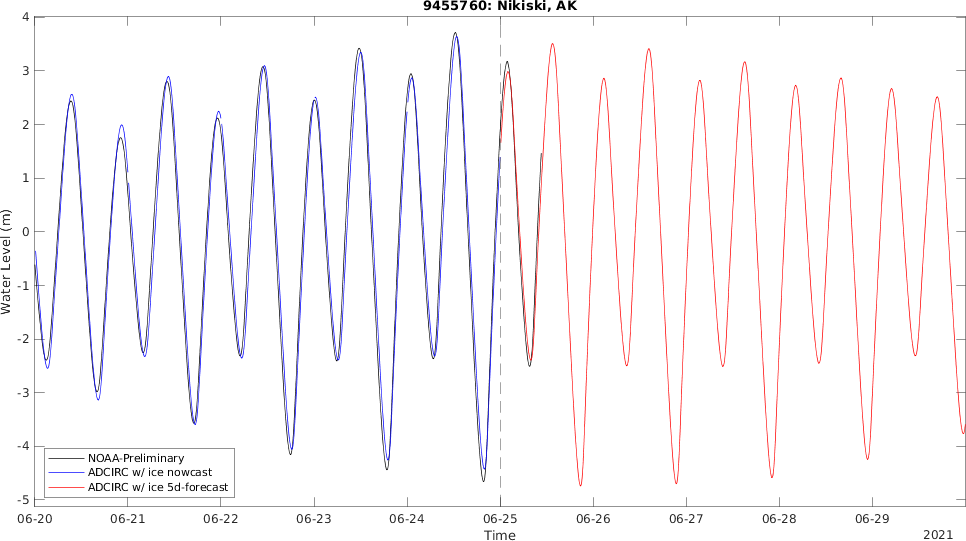 9455760: Nikiski, AK
Water Level (m)
4
3
2
1
0
-1
-2
-3
-4
-5
NOAA-Preliminary
ADCIRC w/ ice nowcast
ADCIRC w/ ice 5d-forecast
06-20 06-21 06-22 06-23 06-24 06-25 06-26 06-27 06-28 06-29
Time
2021